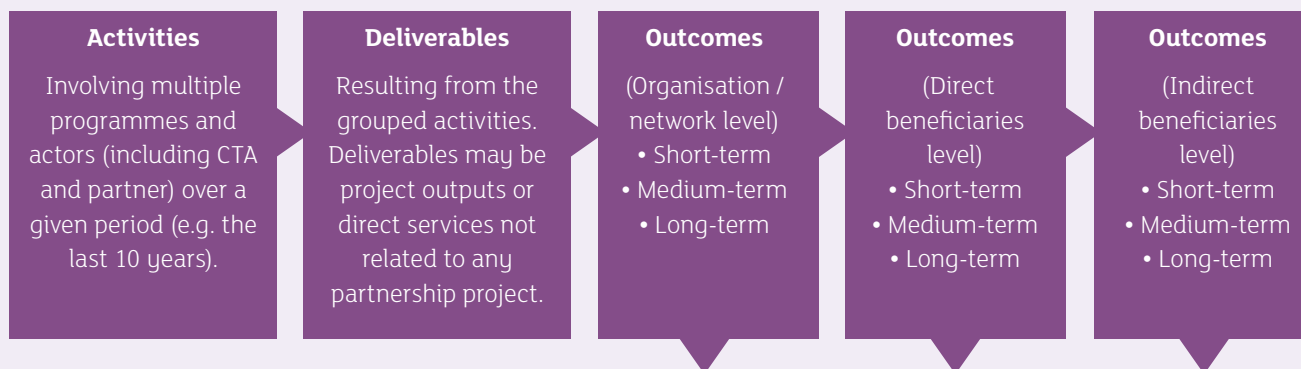 Activities
Involving multiple
programmes and
actors (including CTA
and partner) over a
given period (e.g. the
last 10 years).
Deliverables
Resulting from the
grouped activities.
Deliverables may be
project outputs or
direct services not
related to any
partnership project.
Outcomes
(Organisation /
network level)
• Short-term
• Medium-term
• Long-term
Outcomes
(Direct
beneficiaries
level)
• Short-term
• Medium-term
• Long-term
Outcomes
(Indirect
beneficiaries
level)
• Short-term
• Medium-term
• Long-term